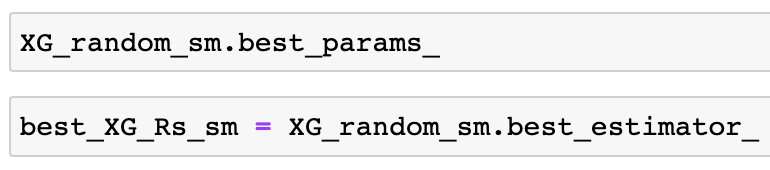 XG_random_sm.best_params_
best_XG_Rs_sm = XG_random_sm.best_estimator_